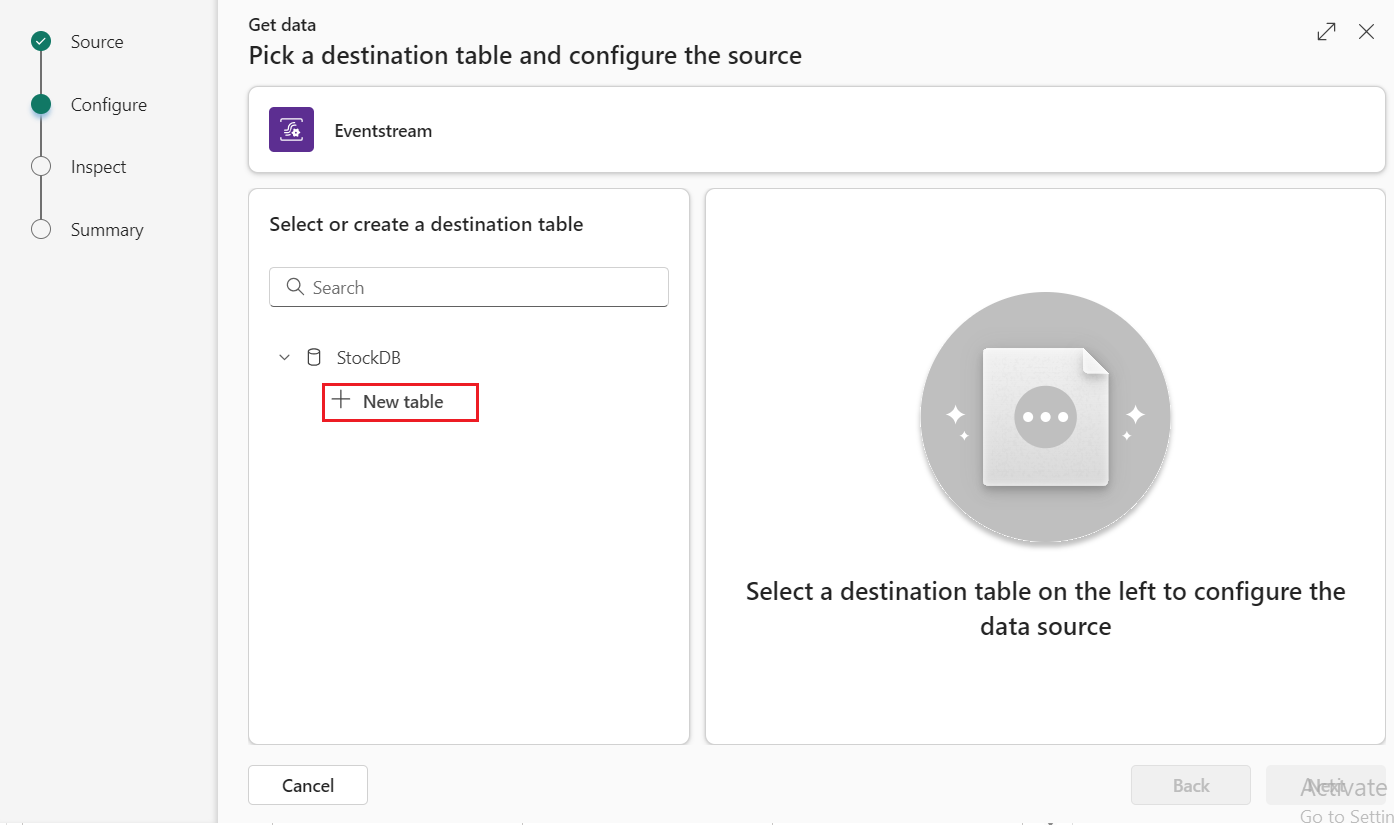 Source
Configure
Inspect
Summary
Get data
Pick a destination table and configure the source
Eventstream
Select or create a destination table
Search
StockDB
New table
Select a destination table on the left to configure the
data source
Cancel
Back
Next
Activate
Go to Settin